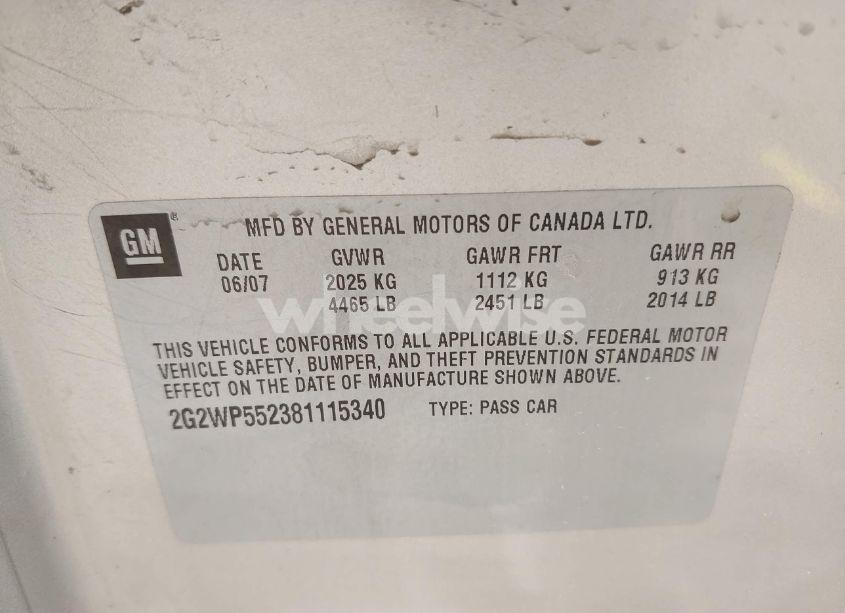 GM®
MFD BY GENERAL MOTORS OF CANADA LTD.
DATE GVWR GAWR FRT GAWR RR
06/07 2025 KG 1112 KG 913 KG
4465 LB 2451 LB 2014 LB
wheelwise
THIS VEHICLE CONFORMS TO ALL APPLICABLE U.S. FEDERAL MOTOR
VEHICLE SAFETY, BUMPER, AND THEFT PREVENTION STANDARDS IN
EFFECT ON THE DATE OF MANUFACTURE SHOWN ABOVE.
2G2WP552381115340 TYPE: PASS CAR